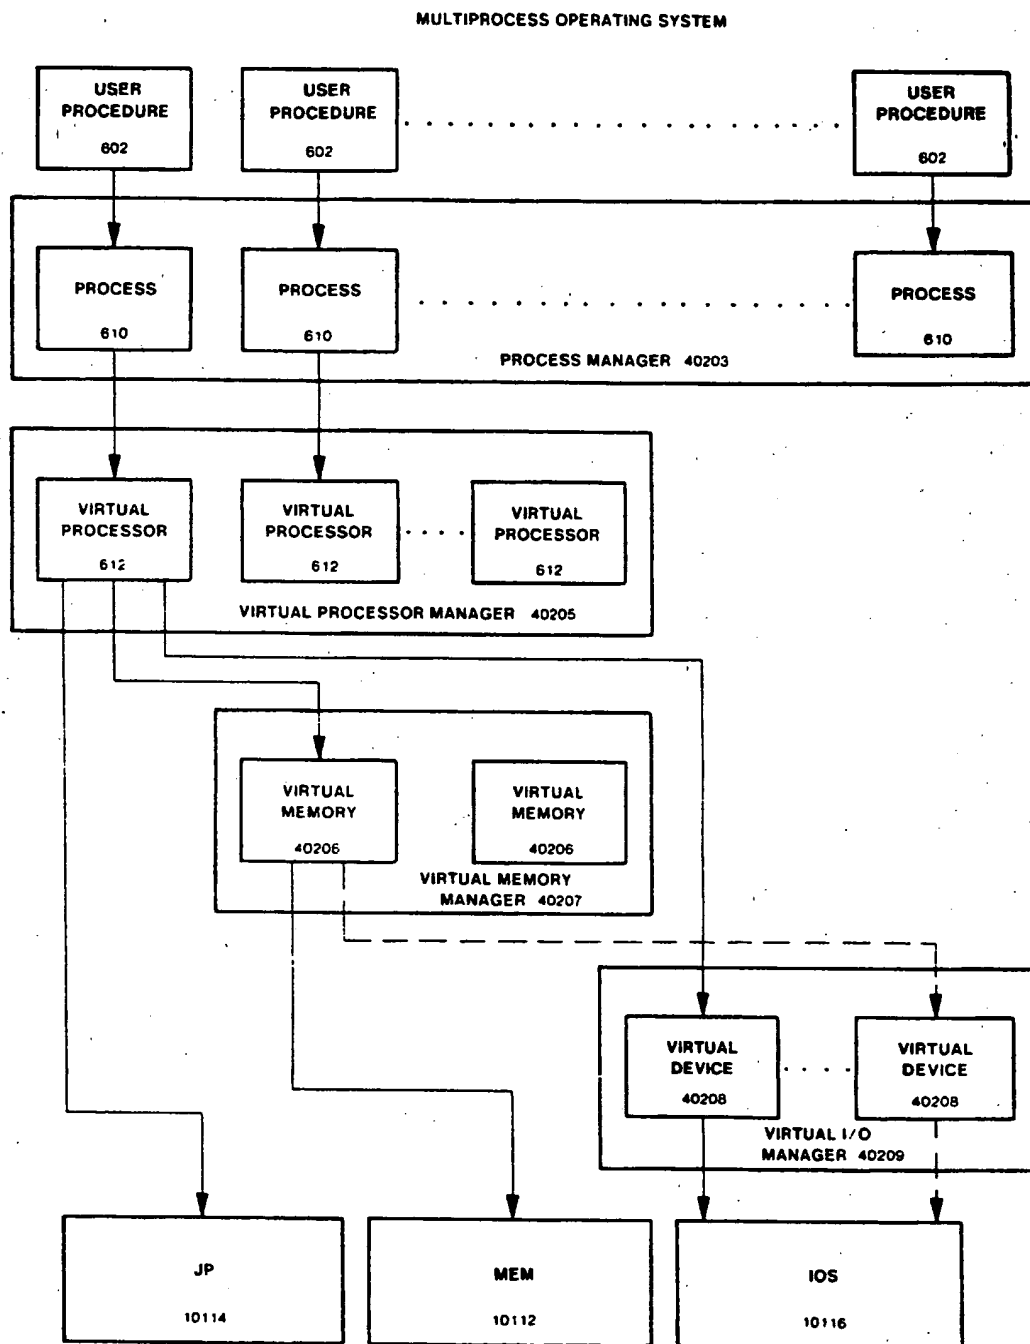 MULTIPROCESS OPERATING SYSTEM
USER
PROCEDURE
602
USER
PROCEDURE
602
USER
PROCEDURE
602
PROCESS
610
PROCESS
610
PROCESS
610
PROCESS MANAGER 40203
VIRTUAL
PROCESSOR
612
VIRTUAL
PROCESSOR
612
VIRTUAL
PROCESSOR
612
VIRTUAL PROCESSOR MANAGER 40205
VIRTUAL
MEMORY
40206
VIRTUAL
MEMORY
40206
VIRTUAL MEMORY
MANAGER 40207
VIRTUAL
DEVICE
40208
VIRTUAL
DEVICE
40208
VIRTUAL I/O
MANAGER 40209
JP
10114
MEM
10112
IOS
10116